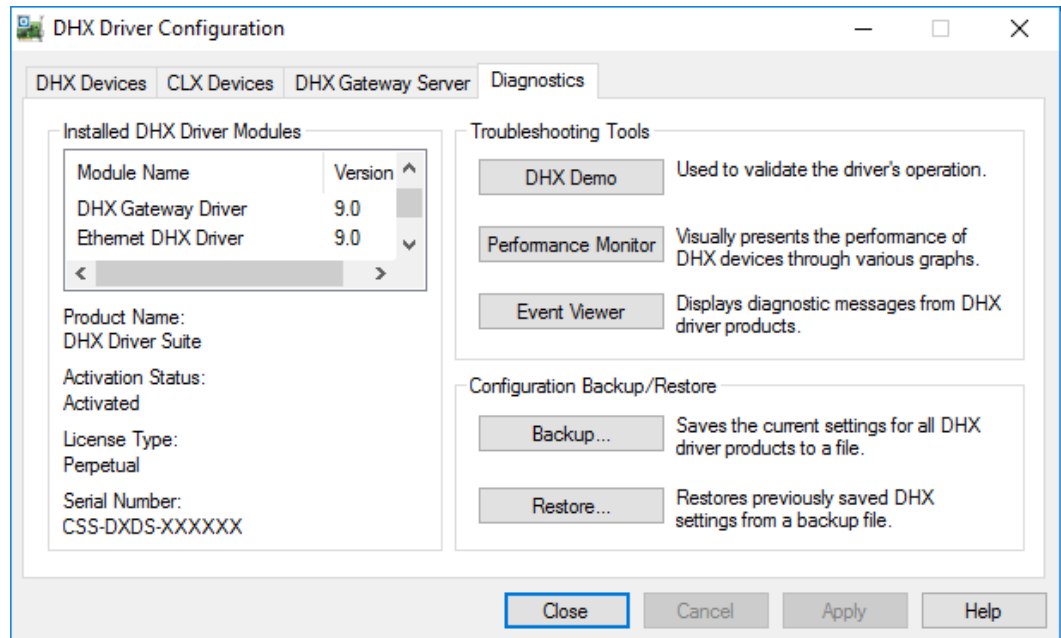 DHX Driver Configuration
DHX Devices
CLX Devices
DHX Gateway Server
Diagnostics
Installed DHX Driver Modules
Module Name Version
DHX Gateway Driver 9.0
Ethernet DHX Driver 9.0
Product Name:
DHX Driver Suite
Activation Status:
Activated
License Type:
Perpetual
Serial Number:
CSS-DXDS-XXXXXX
Troubleshooting Tools
DHX Demo
Used to validate the driver's operation.
Performance Monitor
Visually presents the performance of
DHX devices through various graphs.
Event Viewer
Displays diagnostic messages from DHX
driver products.
Configuration Backup/Restore
Backup...
Saves the current settings for all DHX
driver products to a file.
Restore...
Restores previously saved DHX
settings from a backup file.
Close
Cancel
Apply
Help